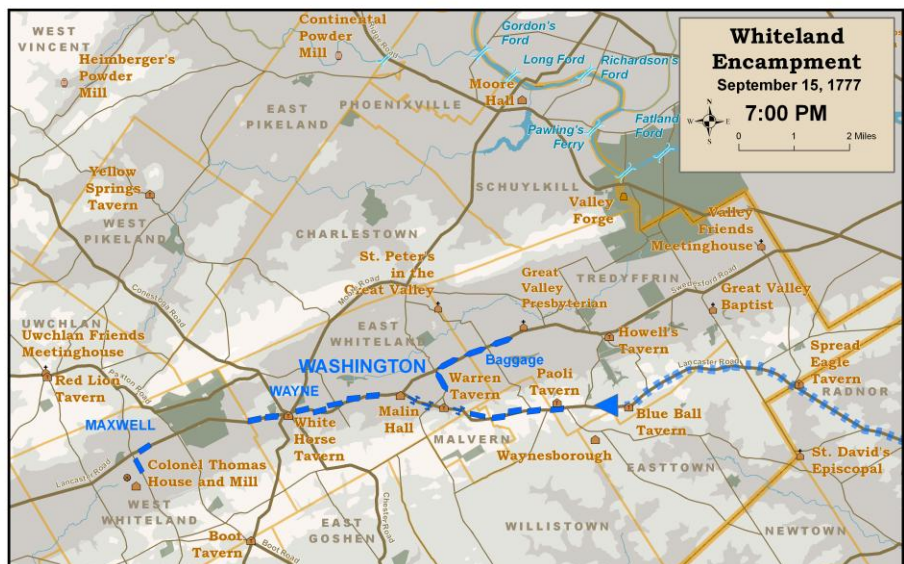 Whiteland
Encampment
September 15, 1777
7:00 PM
N
W E
S
0 1 2 Miles
WEST
VINCENT
Heimberger's
Powder
Mill
Continental
Powder
Mill
Ridge Road
Gordon's
Ford
Long Ford
Richardson's
Ford
Moore
Hall
Pawling's
Ferry
Fatland
Ford
EAST
PIKELAND
PHOENIXVILLE
Yellow
Springs
Tavern
WEST
PIKELAND
SCHUYLKILL
Valley
Forge
Valley
Friends
Meetinghouse
CHARLESTOWN
St. Peter's
in the
Great Valley
Moore Road
Conestoga Road
TREDYFFRIN
Swedesford Road
Great
Valley
Presbyterian
Great Valley
Baptist
UWCHLAN
Uwchlan Friends
Meetinghouse
EAST
WHITELAND
Howell's
Tavern
Lancaster Road
Spread
Eagle
Tavern
RADNOR
Red Lion
Tavern
Paxton Road
WASHINGTON
Baggage
WAYNE
Warren
Tavern
Paoli
Tavern
MAXWELL
White
Horse
Tavern
Malin
Hall
MALVERN
Blue Ball
Tavern
Waynesborough
St. David's
Episcopal
Lancaster Road
Colonel Thomas
House and Mill
WEST
WHITELAND
EASTTOWN
Boot
Tavern
Boot Road
EAST
GOSHEN
Chester Road
WILLISTOWN
NEWTOWN